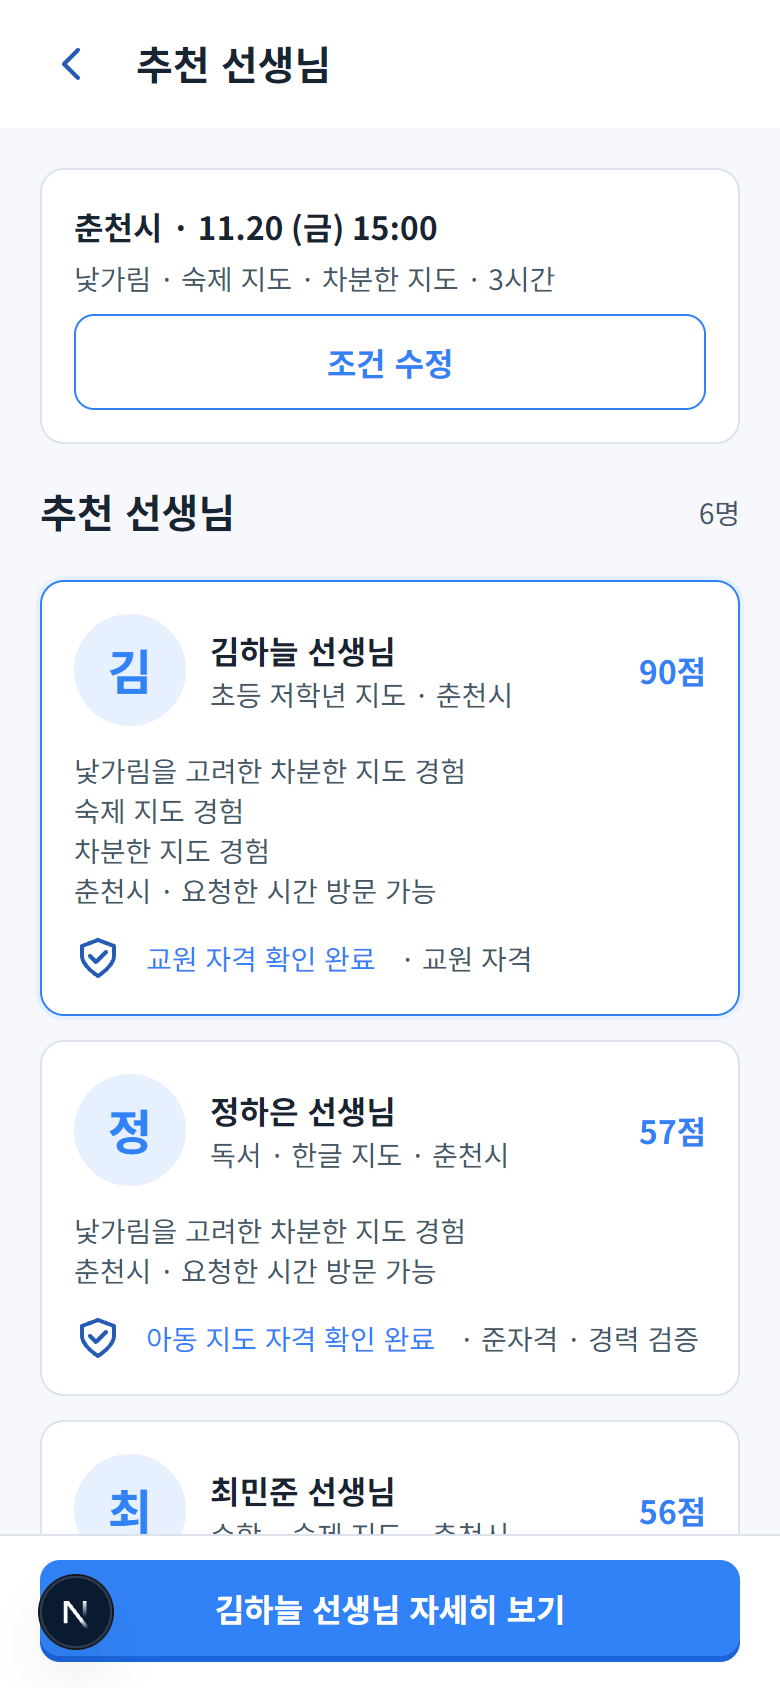 추천 선생님
춘천시 · 11.20 (금) 15:00
낯가림 · 숙제 지도 · 차분한 지도 · 3시간
조건 수정
추천 선생님
6명
김
김하늘 선생님
초등 저학년 지도 · 춘천시
90점
낯가림을 고려한 차분한 지도 경험
숙제 지도 경험
차분한 지도 경험
춘천시 · 요청한 시간 방문 가능
교원 자격 확인 완료 · 교원 자격
정
정하은 선생님
독서 · 한글 지도 · 춘천시
57점
낯가림을 고려한 차분한 지도 경험
춘천시 · 요청한 시간 방문 가능
아동 지도 자격 확인 완료 · 준자격 · 경력 검증
최
최민준 선생님
수학 · 숙제 지도 · 춘천시
56점
N
김하늘 선생님 자세히 보기